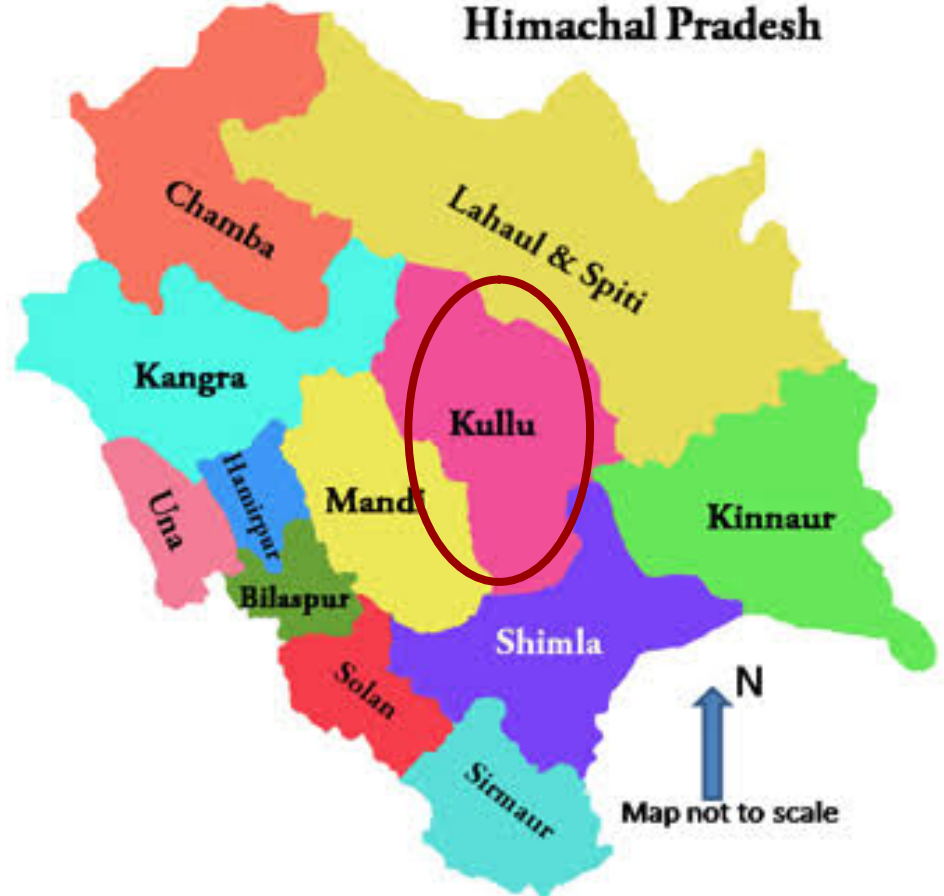 Himachal Pradesh
Chamba
Lahaul & Spiti
Kangra
Kullu
Hamirpur
Una
Mandi
Kinnaur
Bilaspur
Shimla
Solan
N
Sirmaur
Map not to scale